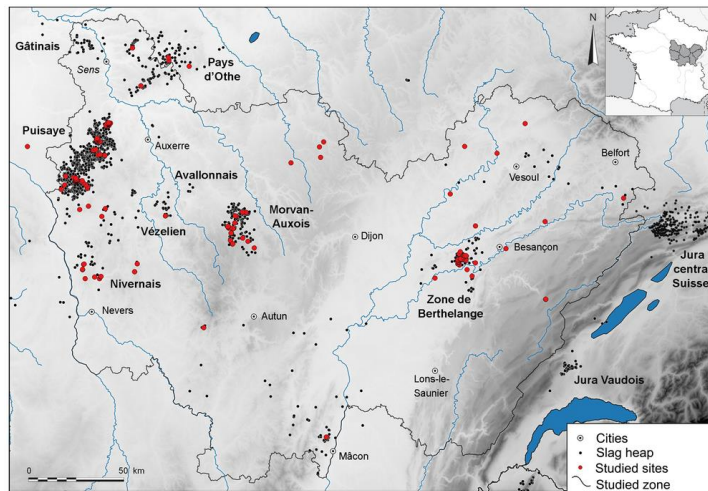 Gâtinais
Sens
Pays
d'Othe
N
Puisaye
Auxerre
Belfort
Vesoul
Avallonnais
Morvan-
Auxois
Vézelien
Dijon
Besançon
Jura
central
Suisse
Nivernais
Zone de
Berthelange
Nevers
Autun
Lons-le-
Saunier
Jura Vaudois
Mâcon
Cities
Slag heap
Studied sites
Studied zone
0
50 km